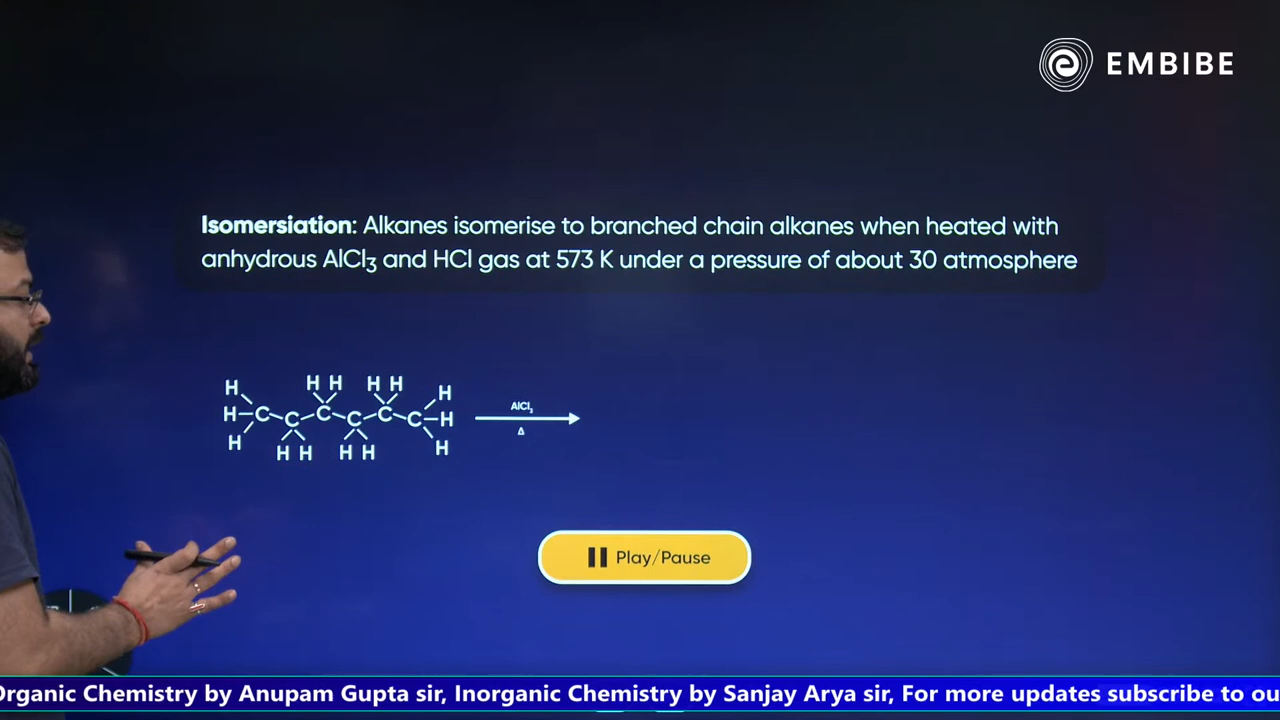 EMBIBE
Isomersiation: Alkanes isomerise to branched chain alkanes when heated with
anhydrous AlCl₃ and HCl gas at 573 K under a pressure of about 30 atmosphere
H H H H H H
H C C C C C C H
H H H H H H
AlCl₃
Δ
Play/Pause
Organic Chemistry by Anupam Gupta sir, Inorganic Chemistry by Sanjay Arya sir, For more updates subscribe to ou